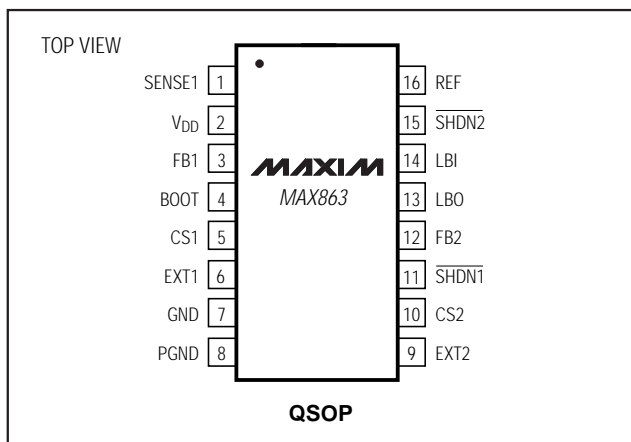 TOP VIEW
SENSE1 1
VDD 2
FB1 3
BOOT 4
CS1 5
EXT1 6
GND 7
PGND 8
MAXIM
MAX863
16 REF
15 SHDN2
14 LBI
13 LBO
12 FB2
11 SHDN1
10 CS2
9 EXT2
QSOP